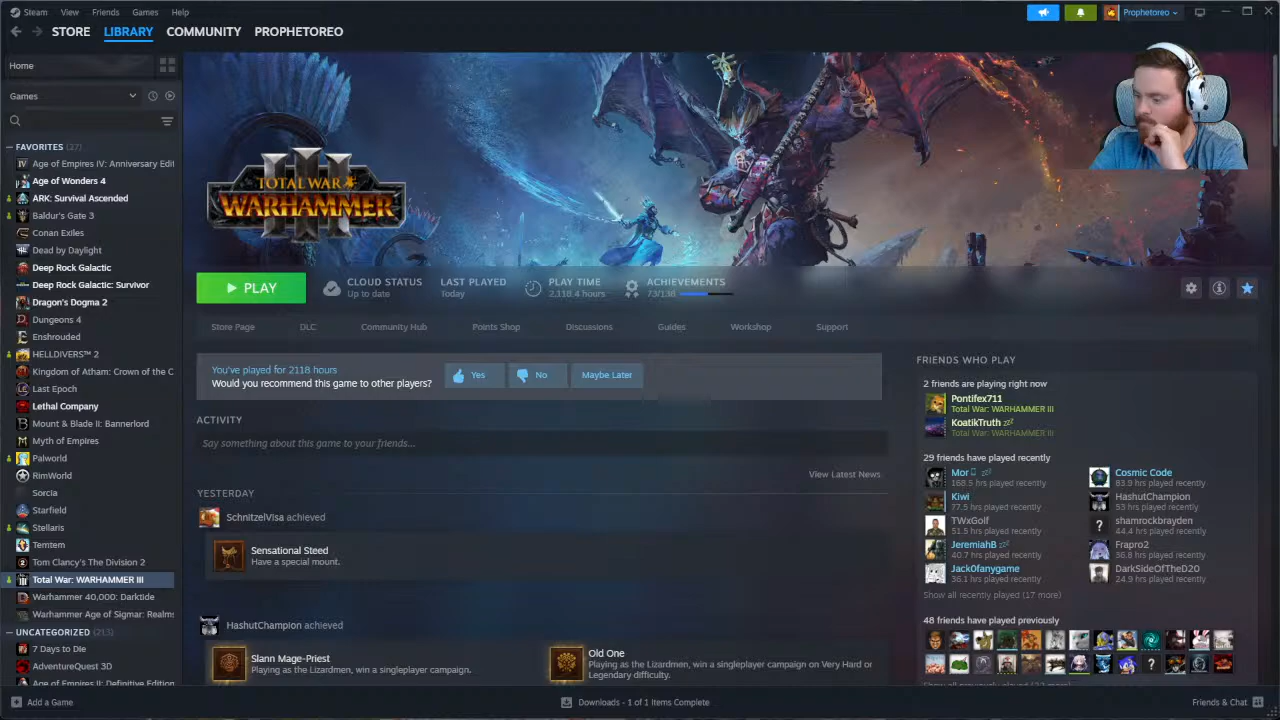 Steam View Friends Games Help
Prophetoreo
STORE LIBRARY COMMUNITY PROPHETOREO
Home
Games
FAVORITES (27)
Age of Empires IV: Anniversary Edit
Age of Wonders 4
ARK: Survival Ascended
Baldur's Gate 3
Conan Exiles
Dead by Daylight
Deep Rock Galactic
Deep Rock Galactic: Survivor
Dragon's Dogma 2
Dungeons 4
Enshrouded
HELLDIVERS™ 2
Kingdom of Atham: Crown of the C
Last Epoch
Lethal Company
Mount & Blade II: Bannerlord
Myth of Empires
Palworld
RimWorld
Sorcia
Starfield
Stellaris
Temtem
Tom Clancy's The Division 2
Total War: WARHAMMER III
Warhammer 40,000: Darktide
Warhammer Age of Sigmar: Realms
UNCATEGORIZED (213)
7 Days to Die
AdventureQuest 3D
Age of Empires II: Definitive Edition
Add a Game
III
TOTAL WAR
WARHAMMER
PLAY
CLOUD STATUS
Up to date
LAST PLAYED
Today
PLAY TIME
2,118.4 hours
ACHIEVEMENTS
73/136
Store Page DLC Community Hub Points Shop Discussions Guides Workshop Support
You've played for 2118 hours
Would you recommend this game to other players?
Yes No Maybe Later
ACTIVITY
Say something about this game to your friends...
View Latest News
YESTERDAY
SchnitzelVisa achieved
Sensational Steed
Have a special mount.
HashutChampion achieved
Slann Mage-Priest
Playing as the Lizardmen, win a singleplayer campaign.
Old One
Playing as the Lizardmen, win a singleplayer campaign on Very Hard or
Legendary difficulty.
FRIENDS WHO PLAY
2 friends are playing right now
Pontifex711
Total War: WARHAMMER III
KoatikTruth zzz
Total War: WARHAMMER III
29 friends have played recently
Mor
168.5 hrs played recently
Cosmic Code
83.9 hrs played recently
Kiwi
77.5 hrs played recently
HashutChampion
53 hrs played recently
TWxGolf
51.5 hrs played recently
shamrockbrayden
44.4 hrs played recently
JeremiahB zzz
40.7 hrs played recently
Frapro2
36.8 hrs played recently
Jack0fanygame
36.1 hrs played recently
DarkSideOfTheD20
24.9 hrs played recently
Show all recently played (17 more)
48 friends have played previously
Downloads - 1 of 1 Items Complete
Friends & Chat